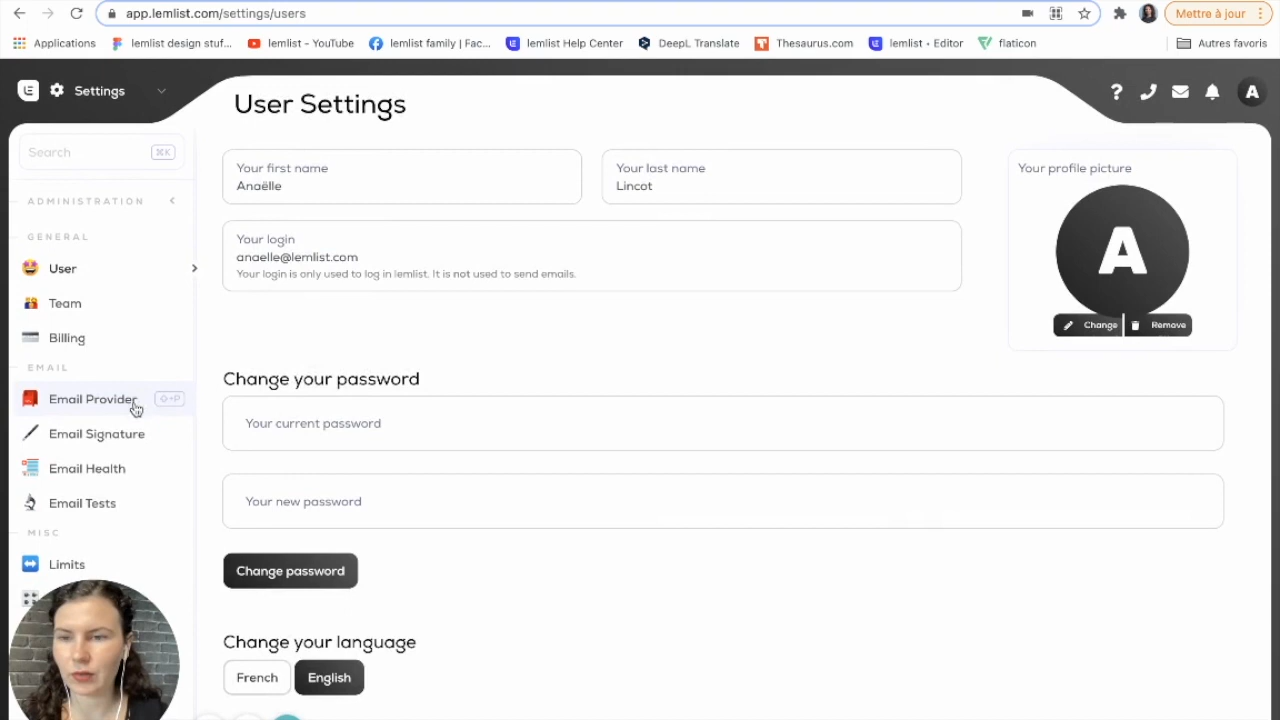 app.lemlist.com/settings/users
Mettre à jour
Applications
lemlist design stuf...
lemlist - YouTube
lemlist family | Fac...
lemlist Help Center
DeepL Translate
Thesaurus.com
lemlist • Editor
flaticon
Autres favoris
Settings
User Settings
? A
Search ⌘K
ADMINISTRATION
GENERAL
User
Team
Billing
EMAIL
Email Provider ⇧+P
Email Signature
Email Health
Email Tests
MISC
Limits
Your first name
Anaëlle
Your last name
Lincot
Your login
anaelle@lemlist.com
Your login is only used to log in lemlist. It is not used to send emails.
Your profile picture
A
Change
Remove
Change your password
Your current password
Your new password
Change password
Change your language
French
English